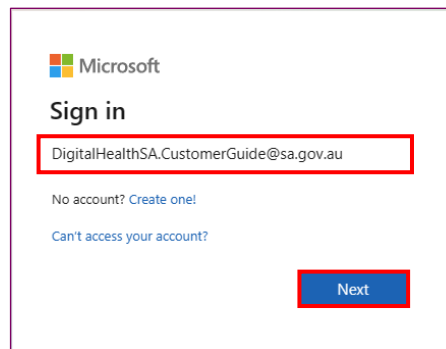 Microsoft
Sign in
DigitalHealthSA.CustomerGuide@sa.gov.au
No account? Create one!
Can't access your account?
Next